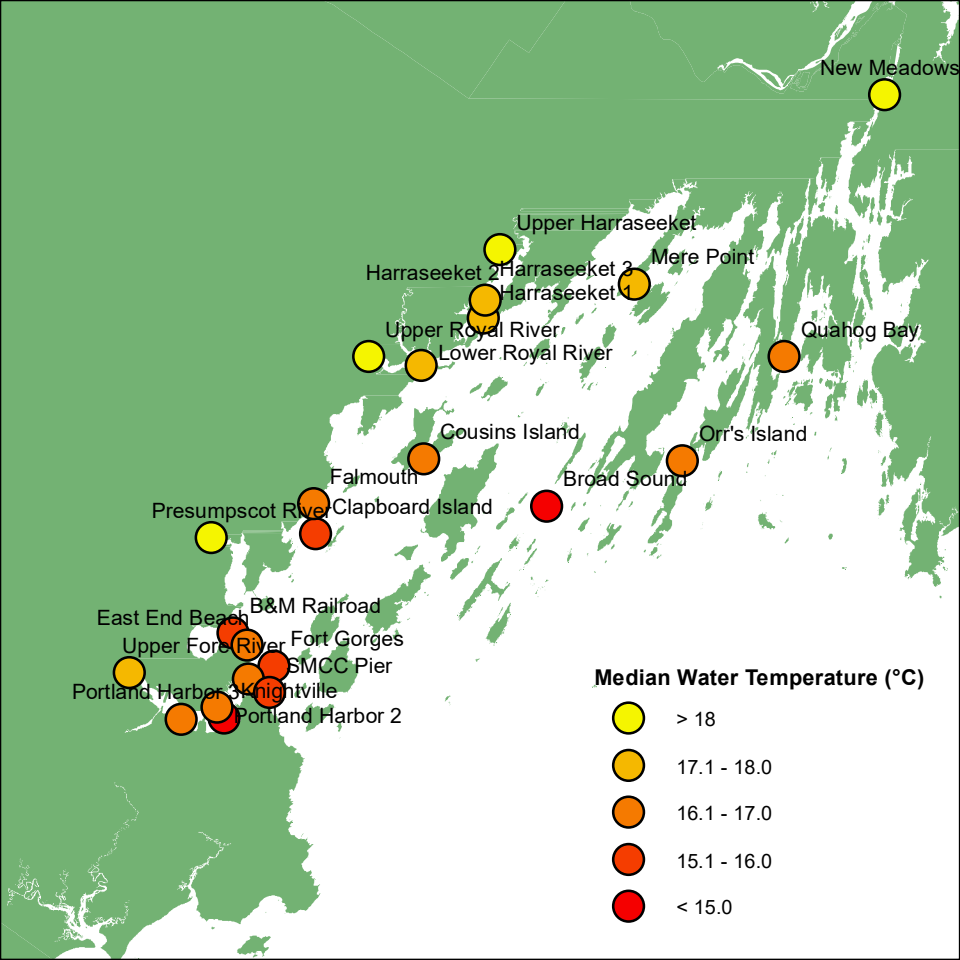 New Meadows
Upper Harraseeket
Mere Point
Harraseeket 3
Harraseeket 2
Harraseeket 1
Upper Royal River
Quahog Bay
Lower Royal River
Cousins Island
Orr's Island
Falmouth
Broad Sound
Clapboard Island
Presumpscot River
B&M Railroad
East End Beach
Fort Gorges
Upper Fore River
SMCC Pier
Portland Harbor 3
Knightville
Portland Harbor 2
Median Water Temperature (°C)
> 18
17.1 - 18.0
16.1 - 17.0
15.1 - 16.0
< 15.0